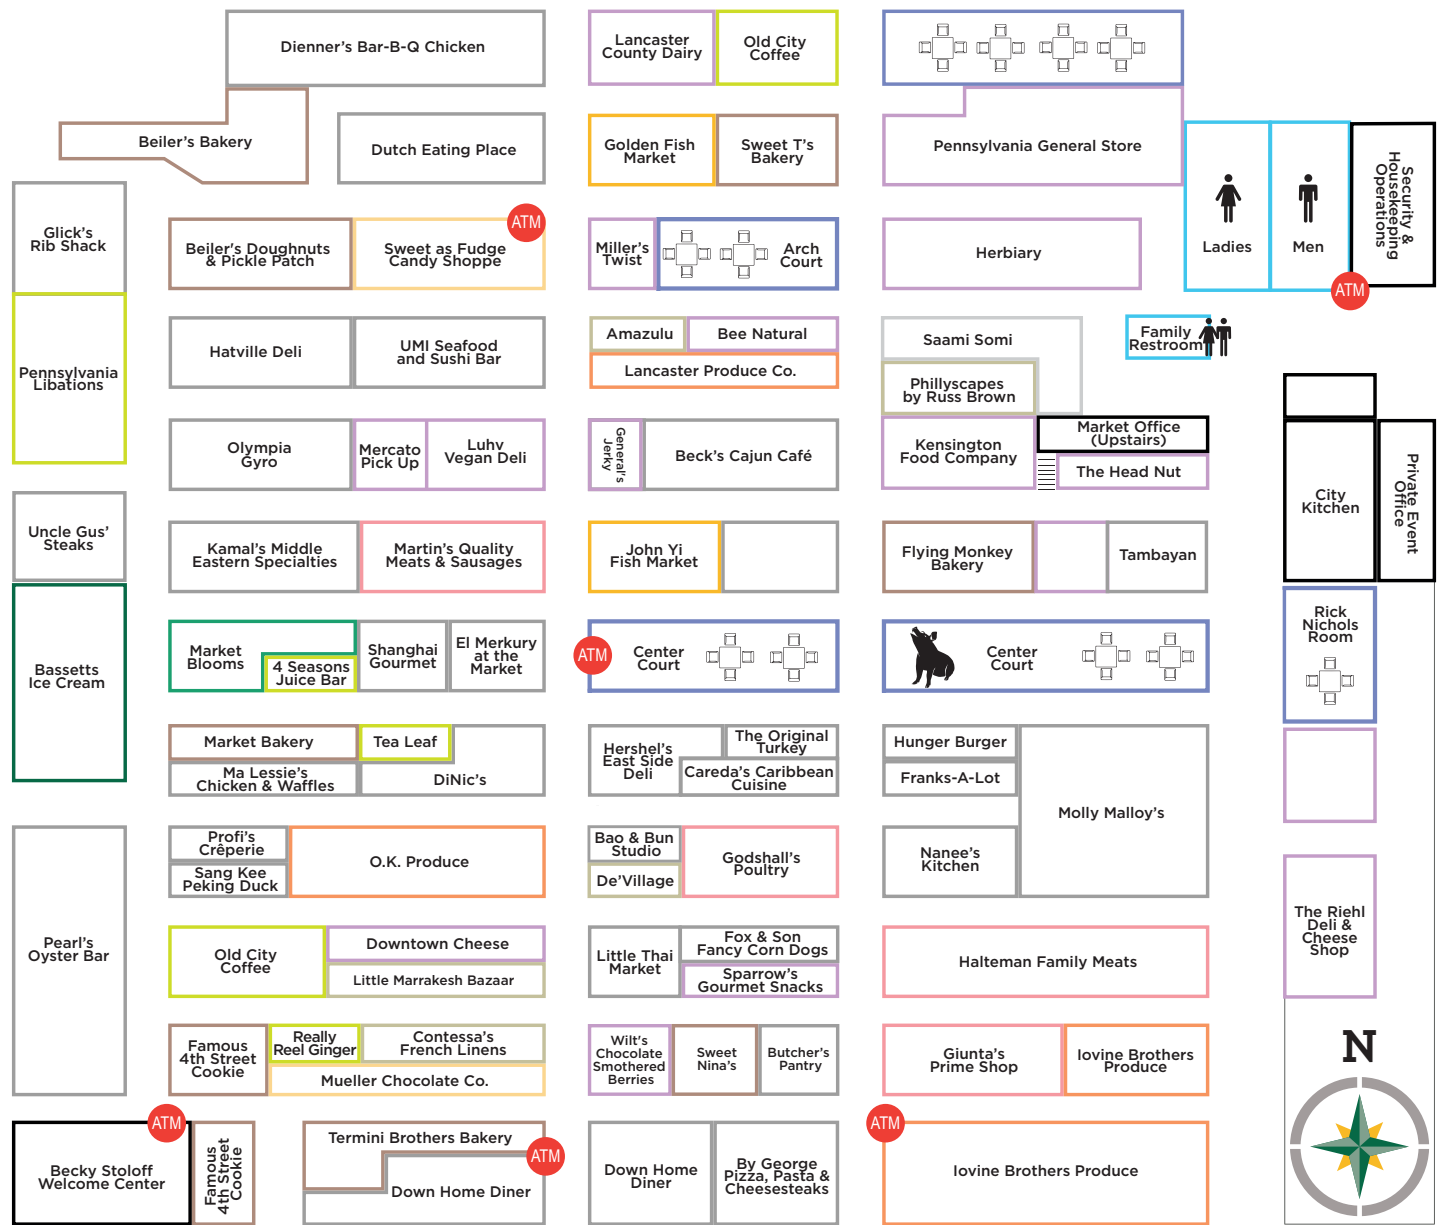 Dienner's Bar-B-Q Chicken
Lancaster
County Dairy
Old City
Coffee
Beiler's Bakery
Dutch Eating Place
Golden Fish
Market
Sweet T's
Bakery
Pennsylvania General Store
Ladies
Men
Security &
Housekeeping
Operations
ATM
Glick's
Rib Shack
Beiler's Doughnuts
& Pickle Patch
Sweet as Fudge
Candy Shoppe
ATM
Miller's
Twist
Arch
Court
Herbiary
Pennsylvania
Libations
Hatville Deli
UMI Seafood
and Sushi Bar
Amazulu
Bee Natural
Lancaster Produce Co.
Saami Somi
Phillyscapes
by Russ Brown
Family
Restroom
Olympia
Gyro
Mercato
Pick Up
Luhv
Vegan Deli
General's
Jerky
Beck's Cajun Café
Kensington
Food Company
Market Office
(Upstairs)
The Head Nut
City
Kitchen
Private Event
Office
Uncle Gus'
Steaks
Kamal's Middle
Eastern Specialties
Martin's Quality
Meats & Sausages
John Yi
Fish Market
Flying Monkey
Bakery
Tambayan
Bassetts
Ice Cream
Market
Blooms
4 Seasons
Juice Bar
Shanghai
Gourmet
El Merkury
at the
Market
ATM
Center
Court
Center
Court
Rick
Nichols
Room
Market Bakery
Tea Leaf
Ma Lessie's
Chicken & Waffles
DiNic's
Hershel's
East Side
Deli
The Original
Turkey
Careda's Caribbean
Cuisine
Hunger Burger
Franks-A-Lot
Molly Malloy's
Pearl's
Oyster Bar
Profi's
Crêperie
Sang Kee
Peking Duck
O.K. Produce
Bao & Bun
Studio
De'Village
Godshall's
Poultry
Nanee's
Kitchen
The Riehl
Deli &
Cheese
Shop
Old City
Coffee
Downtown Cheese
Little Marrakesh Bazaar
Little Thai
Market
Fox & Son
Fancy Corn Dogs
Sparrow's
Gourmet Snacks
Halteman Family Meats
Famous
4th Street
Cookie
Really
Reel Ginger
Contessa's
French Linens
Mueller Chocolate Co.
Wilt's
Chocolate
Smothered
Berries
Sweet
Nina's
Butcher's
Pantry
Giunta's
Prime Shop
Iovine Brothers
Produce
N
ATM
Becky Stoloff
Welcome Center
Famous
4th Street
Cookie
Termini Brothers Bakery
ATM
Down Home Diner
Down Home
Diner
By George
Pizza, Pasta &
Cheesesteaks
ATM
Iovine Brothers Produce